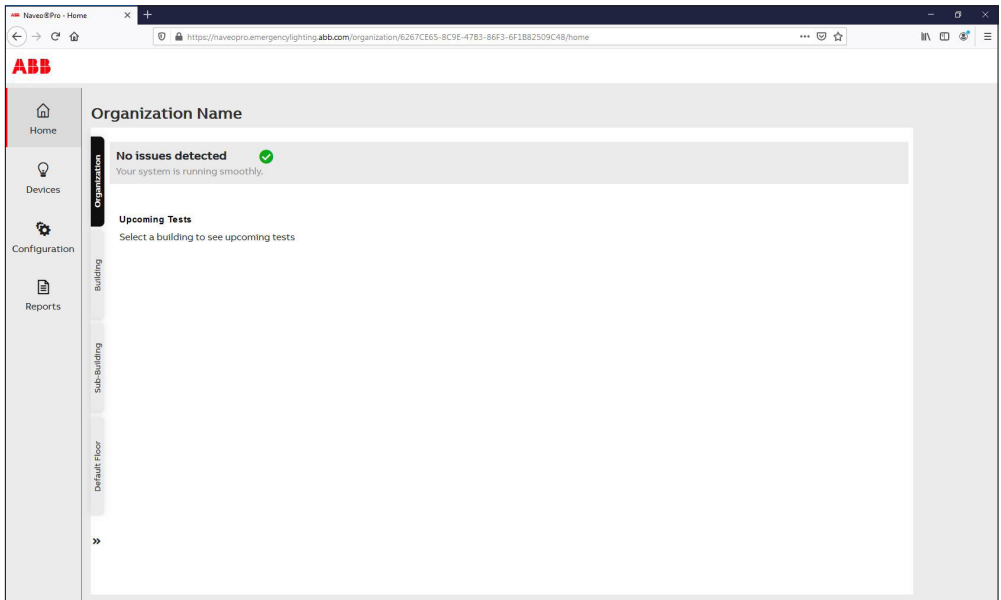 ABB Naveo®Pro - Home
https://naveopro.emergencylighting.abb.com/organization/6267CE65-8C9E-47B3-86F3-6F1B82509C48/home
ABB
Home
Devices
Configuration
Reports
Organization Name
Organization
Building
Sub-Building
Default Floor
No issues detected
Your system is running smoothly.
Upcoming Tests
Select a building to see upcoming tests